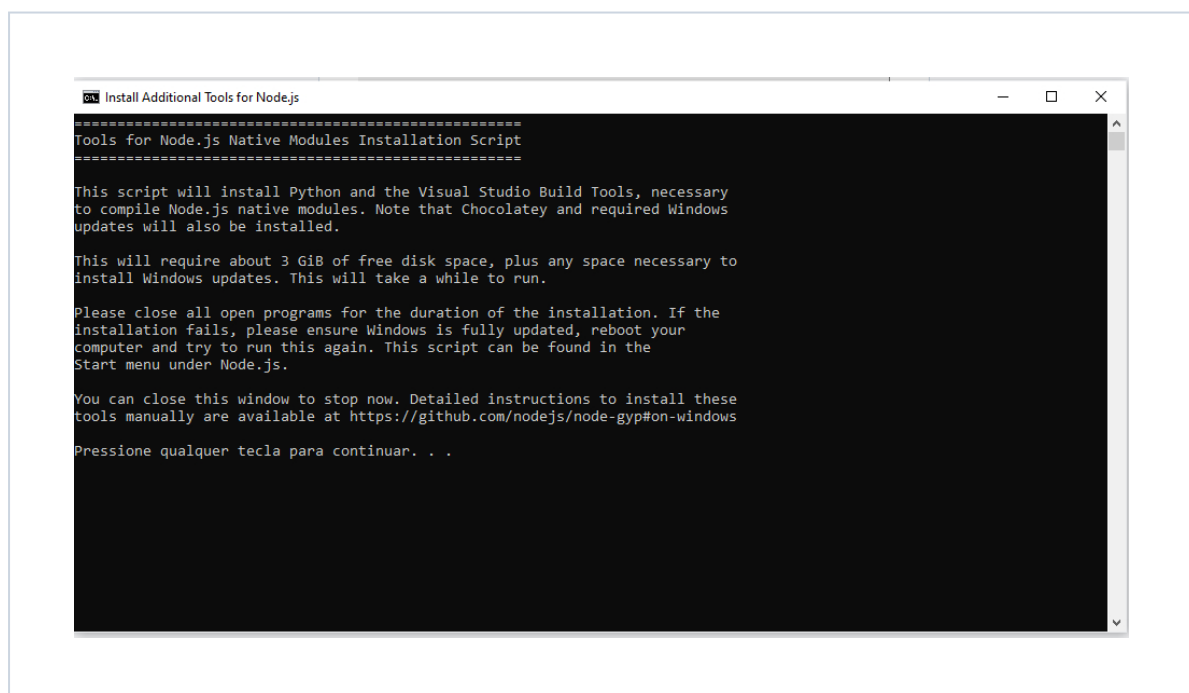 Install Additional Tools for Node.js
====================================================
Tools for Node.js Native Modules Installation Script
====================================================
This script will install Python and the Visual Studio Build Tools, necessary
to compile Node.js native modules. Note that Chocolatey and required Windows
updates will also be installed.
This will require about 3 GiB of free disk space, plus any space necessary to
install Windows updates. This will take a while to run.
Please close all open programs for the duration of the installation. If the
installation fails, please ensure Windows is fully updated, reboot your
computer and try to run this again. This script can be found in the
Start menu under Node.js.
You can close this window to stop now. Detailed instructions to install these
tools manually are available at https://github.com/nodejs/node-gyp#on-windows
Pressione qualquer tecla para continuar. . .